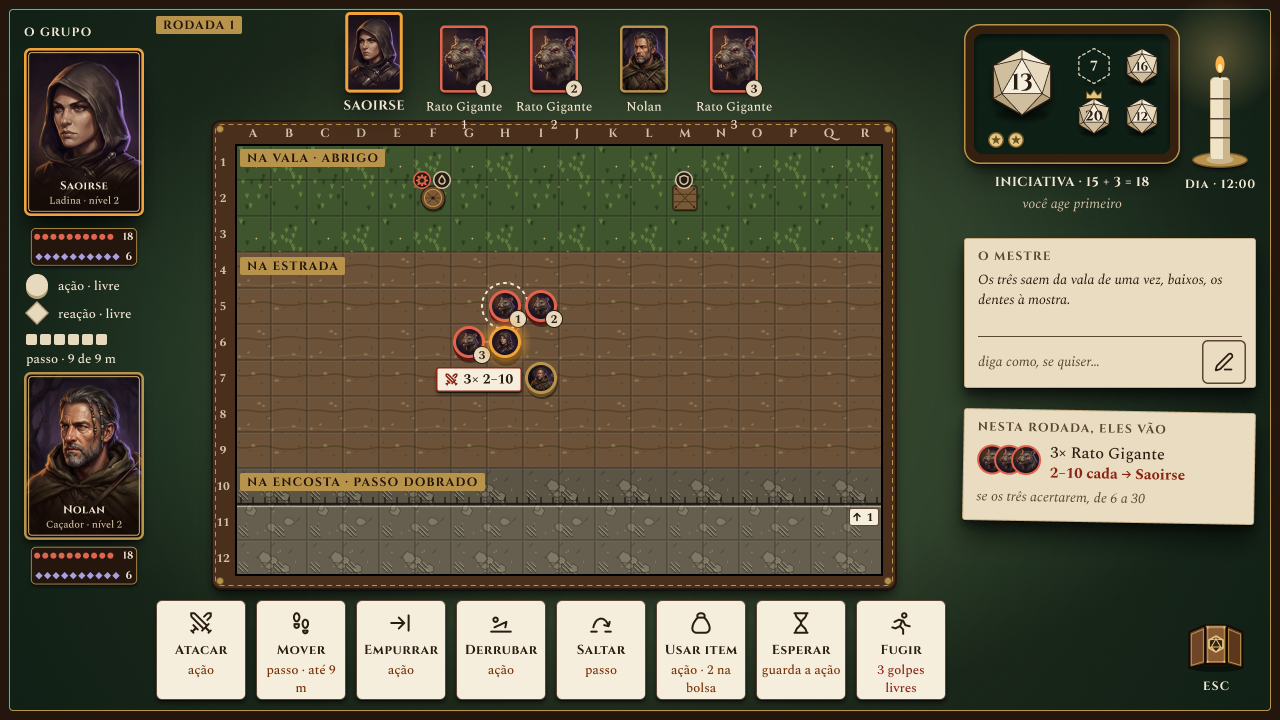 O GRUPO
RODADA 1
SAOIRSE
Ladina · nível 2
18
6
ação · livre
reação · livre
passo · 9 de 9 m
NOLAN
Caçador · nível 2
18
6
SAOIRSE
1
Rato Gigante
1
2
Rato Gigante
2
Nolan
3
Rato Gigante
3
A B C D E F G H I J K L M N O P Q R
1
2
3
4
5
6
7
8
9
10
11
12
NA VALA · ABRIGO
NA ESTRADA
1
2
3
3× 2–10
NA ENCOSTA · PASSO DOBRADO
↑ 1
13
7
16
20
12
INICIATIVA · 15 + 3 = 18
você age primeiro
DIA · 12:00
O MESTRE
Os três saem da vala de uma vez, baixos, os
dentes à mostra.
diga como, se quiser...
NESTA RODADA, ELES VÃO
3× Rato Gigante
2–10 cada → Saoirse
se os três acertarem, de 6 a 30
ATACAR
ação
MOVER
passo · até 9
m
EMPURRAR
ação
DERRUBAR
ação
SALTAR
passo
USAR ITEM
ação · 2 na
bolsa
ESPERAR
guarda a ação
FUGIR
3 golpes
livres
ESC